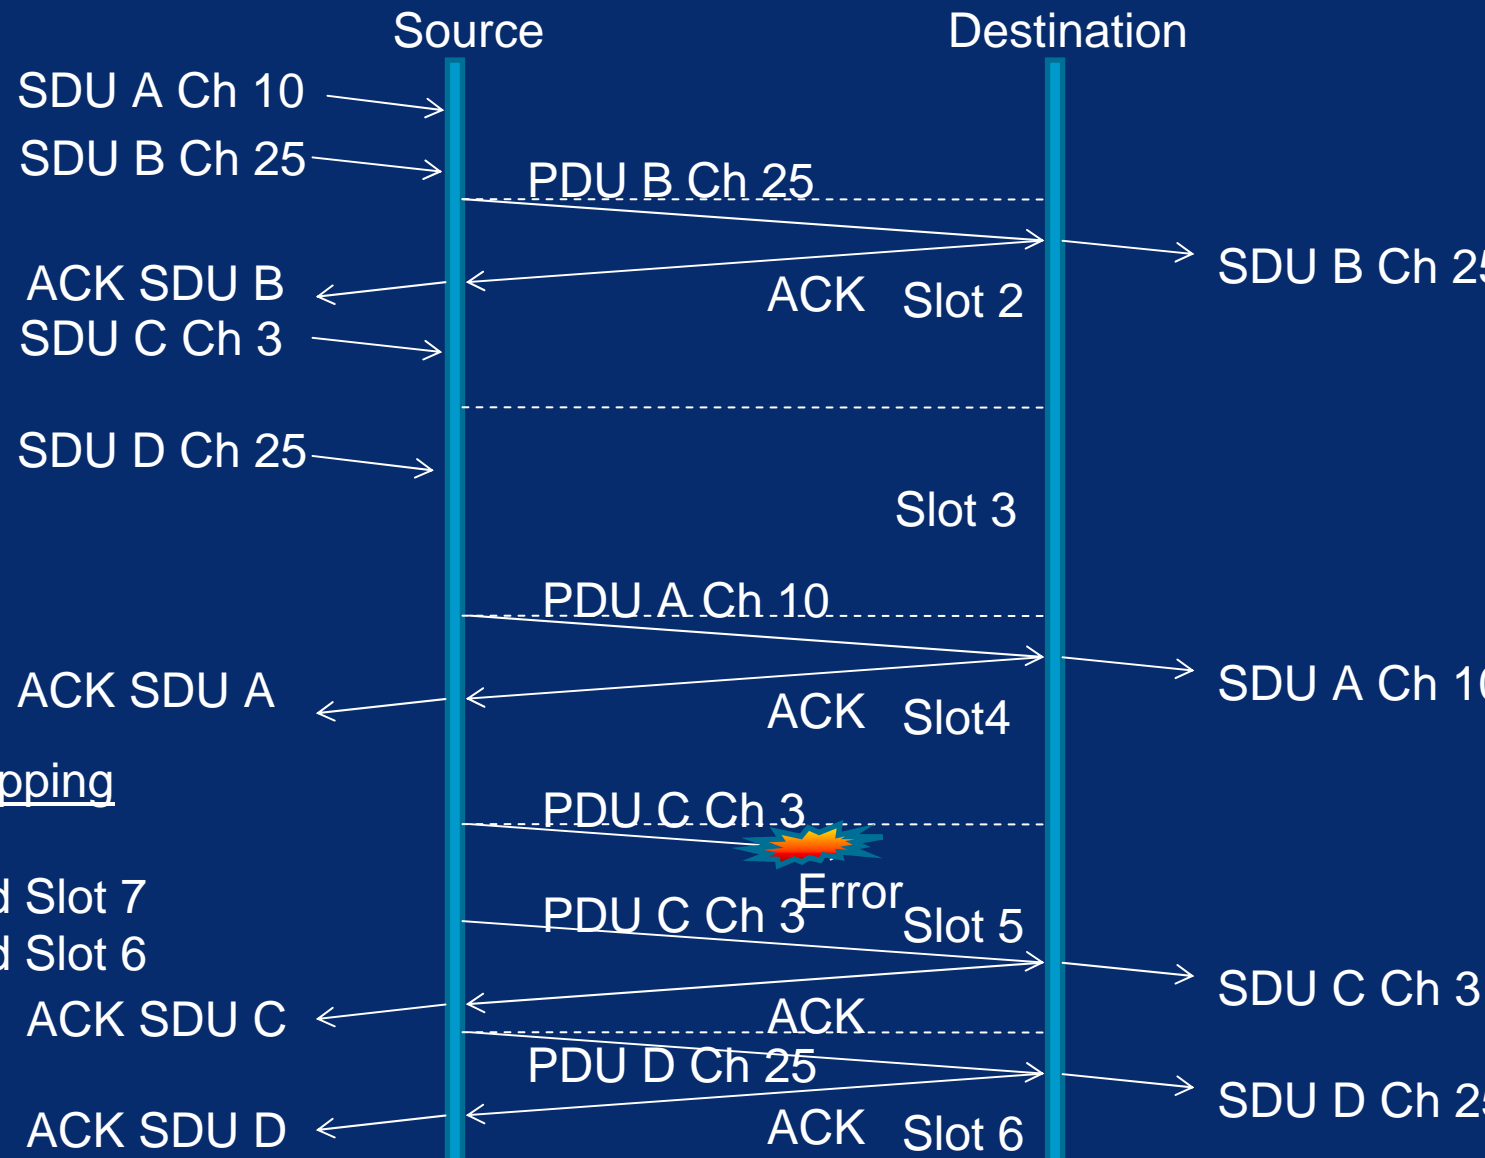 Source
Destination
SDU A Ch 10
SDU B Ch 25
PDU B Ch 25
SDU B Ch 25
ACK SDU B
ACK
Slot 2
SDU C Ch 3
SDU D Ch 25
Slot 3
PDU A Ch 10
SDU A Ch 10
ACK SDU A
ACK
Slot4
pping
PDU C Ch 3
Error
d Slot 7
PDU C Ch 3
Slot 5
d Slot 6
SDU C Ch 3
ACK SDU C
ACK
PDU D Ch 25
SDU D Ch 25
ACK SDU D
ACK
Slot 6